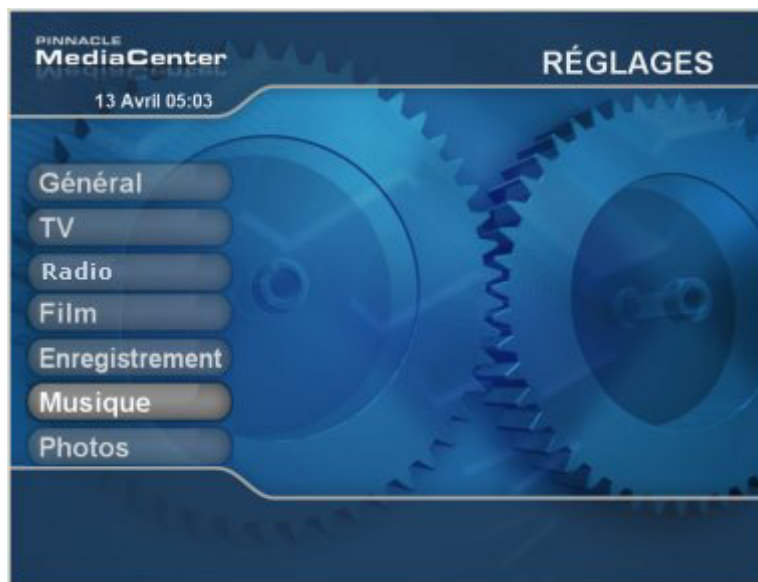 PINNACLE
MediaCenter
RÉGLAGES
13 Avril 05:03
Général
TV
Radio
Film
Enregistrement
Musique
Photos